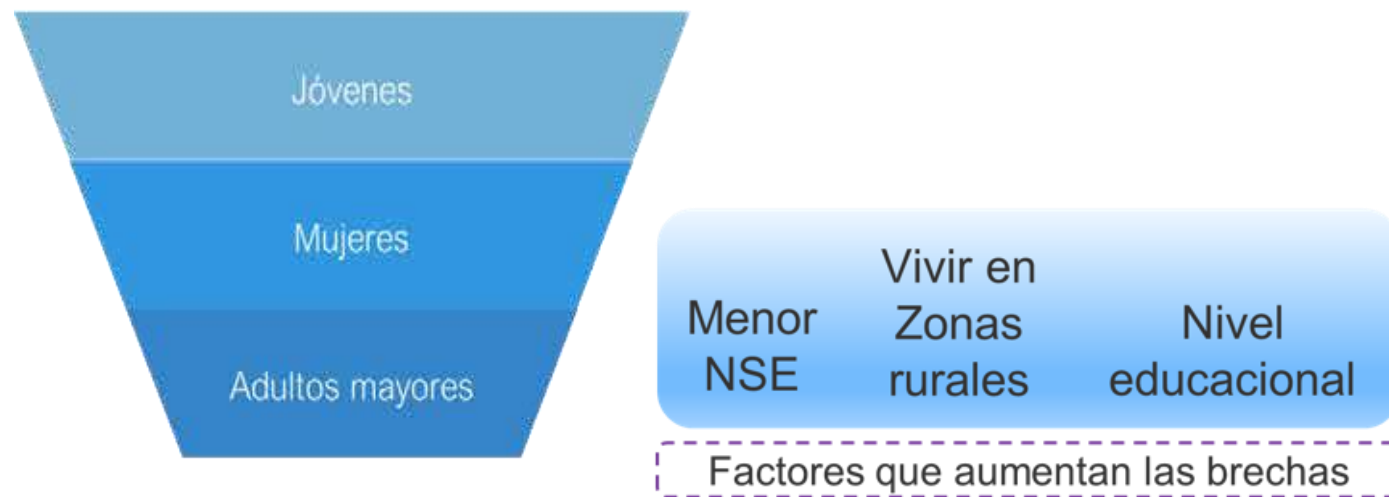 Jóvenes
Mujeres
Adultos mayores
Menor
NSE
Vivir en
Zonas
rurales
Nivel
educacional
Factores que aumentan las brechas